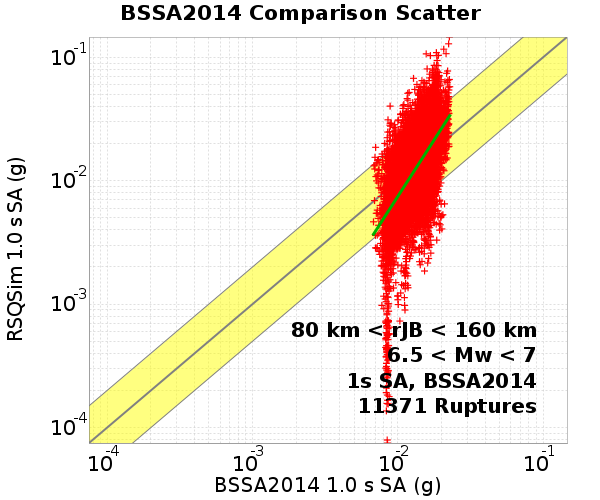 BSSA2014 Comparison Scatter
RSQSim 1.0 s SA (g)
10-1
10-2
10-3
10-4
80 km < rJB < 160 km
6.5 < Mw < 7
1s SA, BSSA2014
11371 Ruptures
10-4 10-3 10-2 10-1
BSSA2014 1.0 s SA (g)